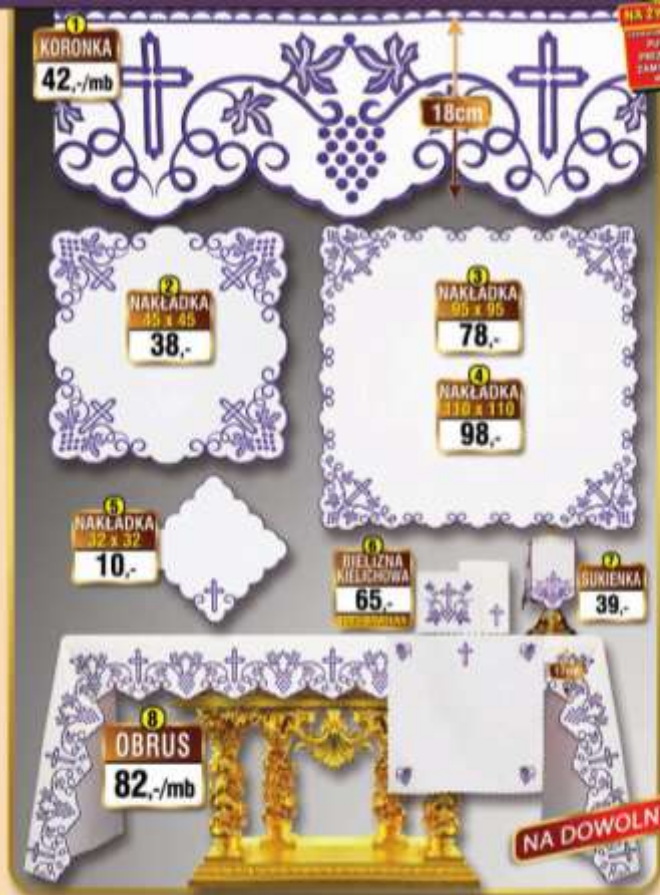 1
KORONKA
42,-/mb
NA
18cm
2
NAKŁADKA
45 x 45
38,-
3
NAKŁADKA
95 x 95
78,-
4
NAKŁADKA
110 x 110
98,-
5
NAKŁADKA
32 x 32
10,-
6
BIELIZNA
KIELICHOWA
65,-
7
SUKIENKA
39,-
8
OBRUS
82,-/mb
NA DOWOLN